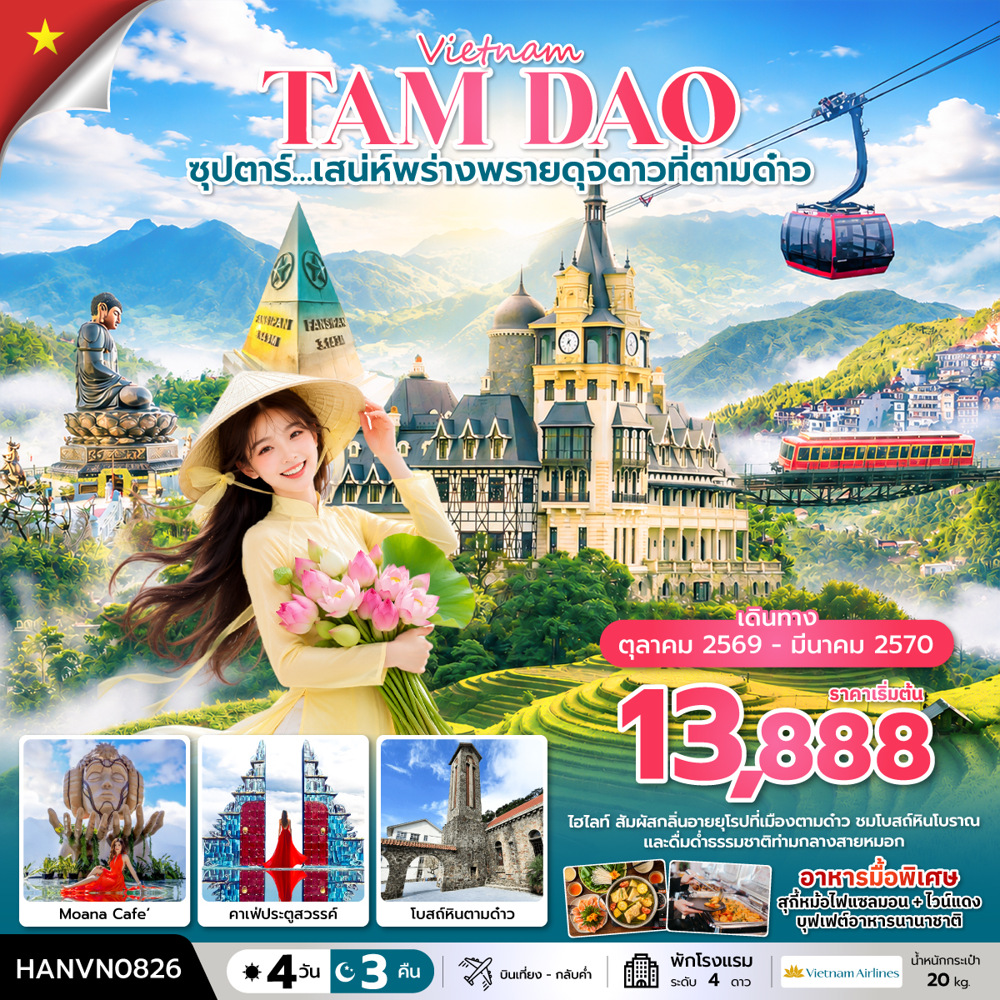 Vietnam
TAM DAO
ซุปตาร์...เสน่ห์พร่างพรายดุจดาวที่ตามด๋าว
FANSIPAN
3.143M
FANSIPAN
3.143M
เดินทาง
ตุลาคม 2569 - มีนาคม 2570
ราคาเริ่มต้น
13,888
ไฮไลท์ สัมผัสกลิ่นอายยุโรปที่เมืองตามด๋าว ชมโบสถ์หินโบราณ
และดื่มด่ำธรรมชาติท่ามกลางสายหมอก
Moana Cafe’
คาเฟ่ประตูสวรรค์
โบสถ์หินตามด๋าว
อาหารมื้อพิเศษ
สุกี้หม้อไฟแซลมอน + ไวน์แดง
บุฟเฟต์อาหารนานาชาติ
HANVN0826
4 วัน
3 คืน
บินเที่ยง - กลับค่ำ
พักโรงแรม
ระดับ 4 ดาว
Vietnam Airlines
น้ำหนักกระเป๋า
20 kg.